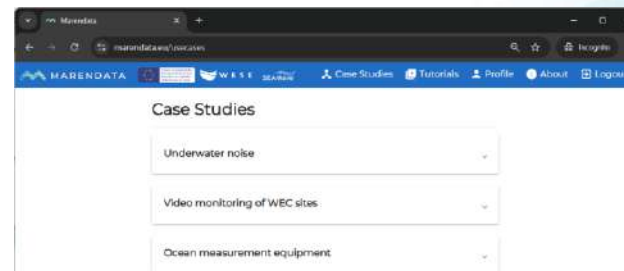 Marendata
marendata.eu/usecases
Incognito
MARENDATA WESE Case Studies Tutorials Profile About Logou
Case Studies
Underwater noise
Video monitoring of WEC sites
Ocean measurement equipment